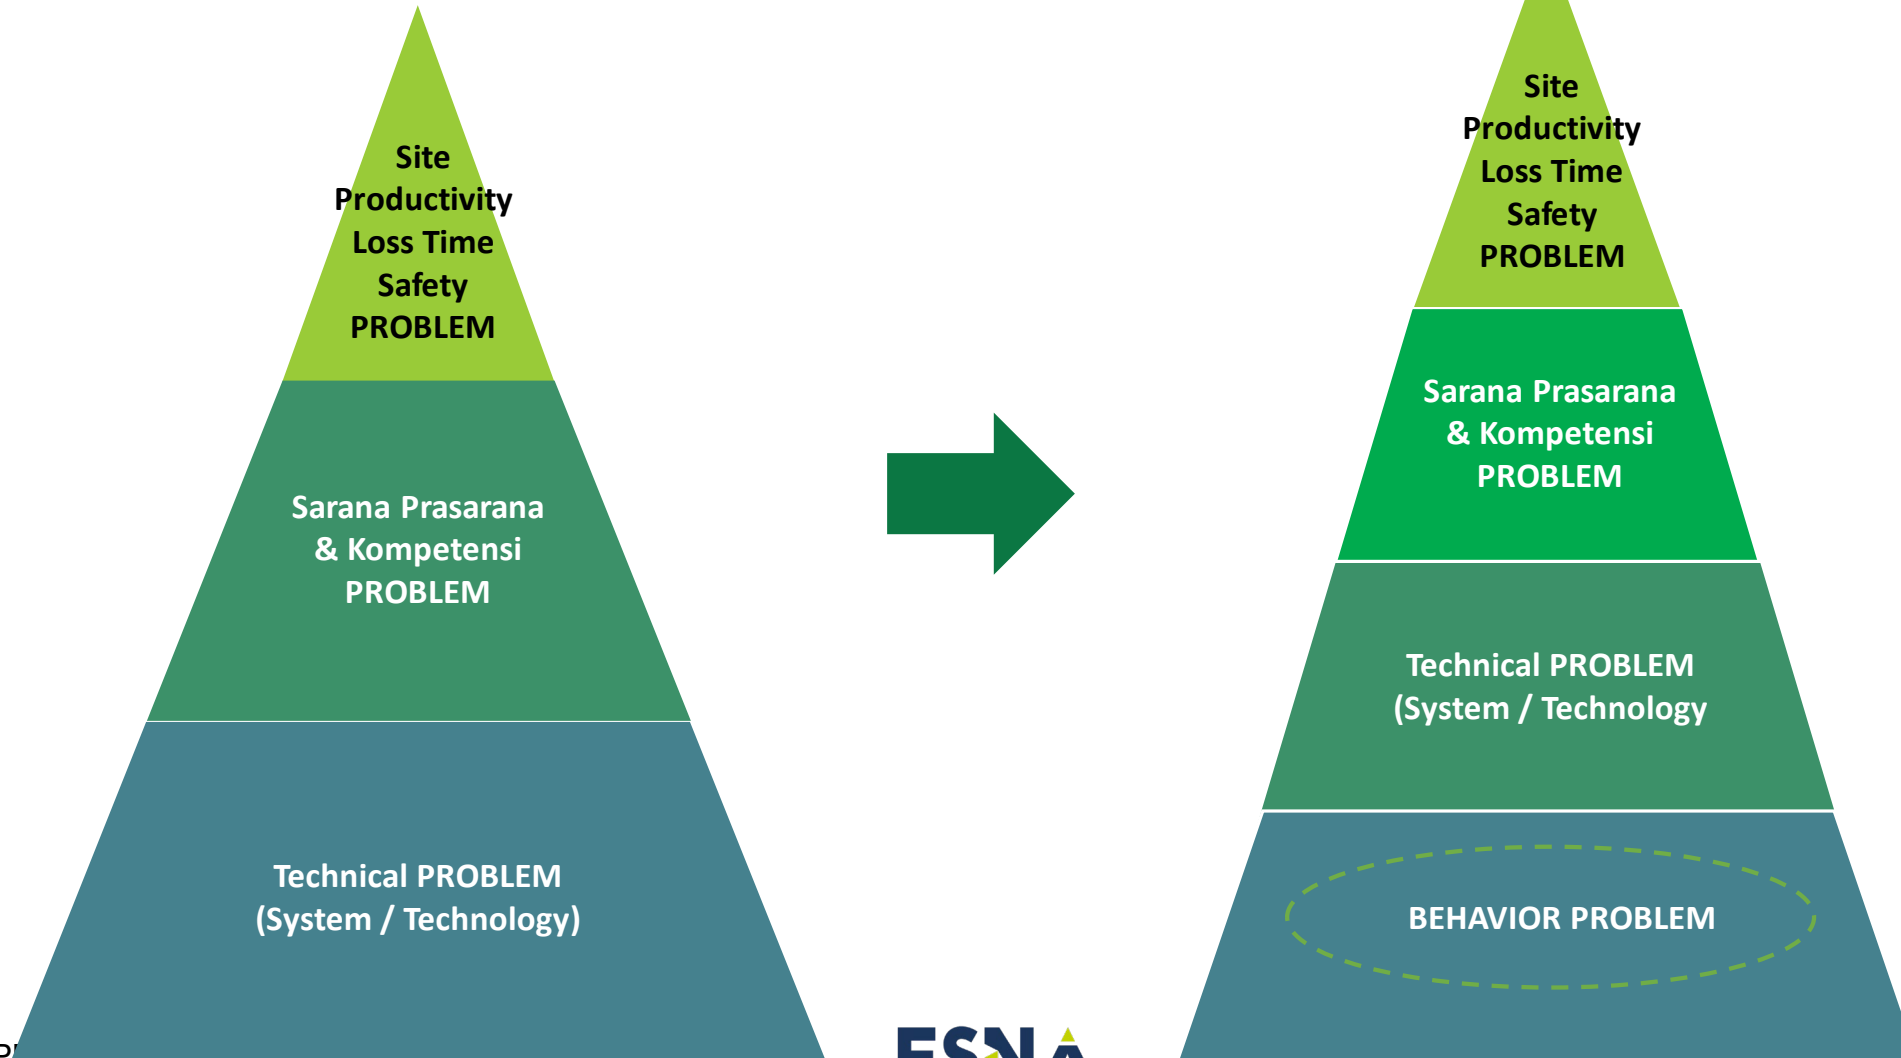 Site
Productivity
Loss Time
Safety
PROBLEM
Sarana Prasarana
& Kompetensi
PROBLEM
Technical PROBLEM
(System / Technology)
Site
Productivity
Loss Time
Safety
PROBLEM
Sarana Prasarana
& Kompetensi
PROBLEM
Technical PROBLEM
(System / Technology
BEHAVIOR PROBLEM
ESNA